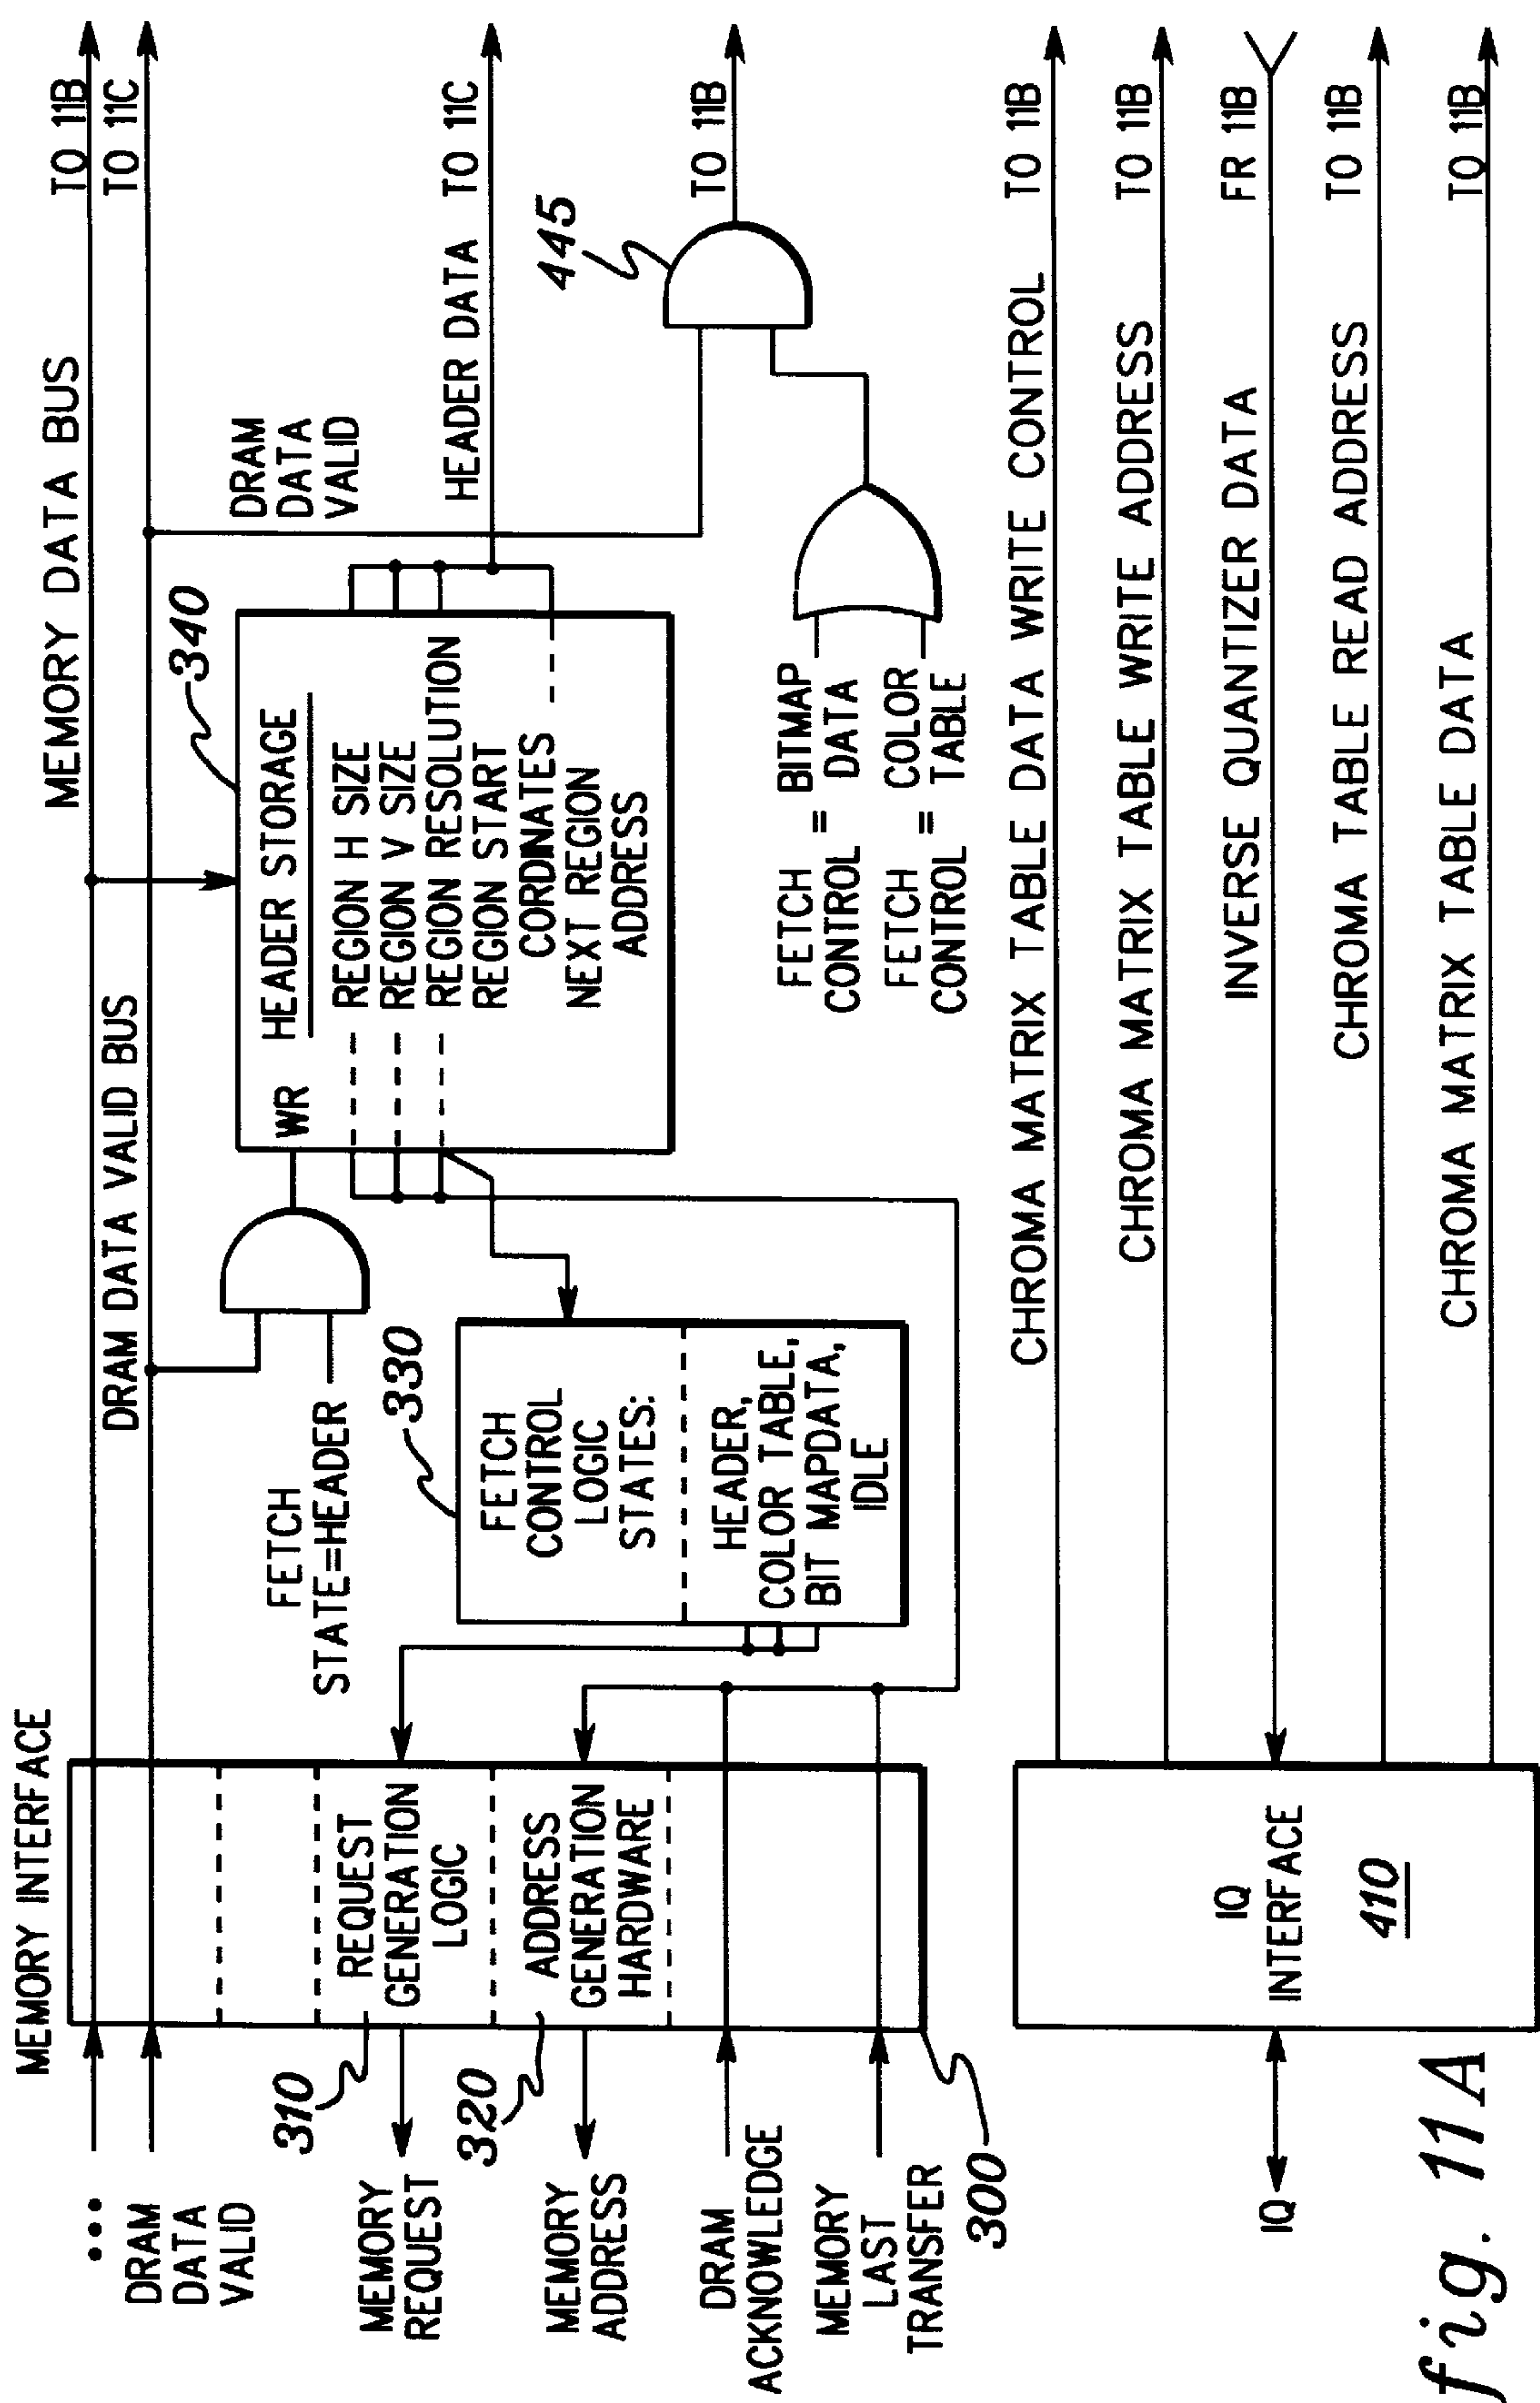 MEMORY INTERFACE
MEMORY DATA BUS
TO 11B
DRAM DATA VALID BUS
TO 11C
•••
DRAM
DATA
VALID
310
MEMORY
REQUEST
REQUEST
GENERATION
LOGIC
320
MEMORY
ADDRESS
ADDRESS
GENERATION
HARDWARE
DRAM
ACKNOWLEDGE
MEMORY
LAST
TRANSFER
300
FETCH
STATE=HEADER
330
FETCH
CONTROL
LOGIC
STATES:
HEADER,
COLOR TABLE,
BIT MAPDATA,
IDLE
340
WR
HEADER STORAGE
REGION H SIZE
REGION V SIZE
REGION RESOLUTION
REGION START
CORDINATES
NEXT REGION
ADDRESS
DRAM
DATA
VALID
HEADER DATA
TO 11C
445
TO 11B
FETCH
CONTROL
=
BITMAP
DATA
FETCH
CONTROL
=
COLOR
TABLE
CHROMA MATRIX TABLE DATA WRITE CONTROL
TO 11B
CHROMA MATRIX TABLE WRITE ADDRESS
TO 11B
INVERSE QUANTIZER DATA
FR 11B
CHROMA TABLE READ ADDRESS
TO 11B
CHROMA MATRIX TABLE DATA
TO 11B
IQ
IQ
INTERFACE
410
fig. 11A